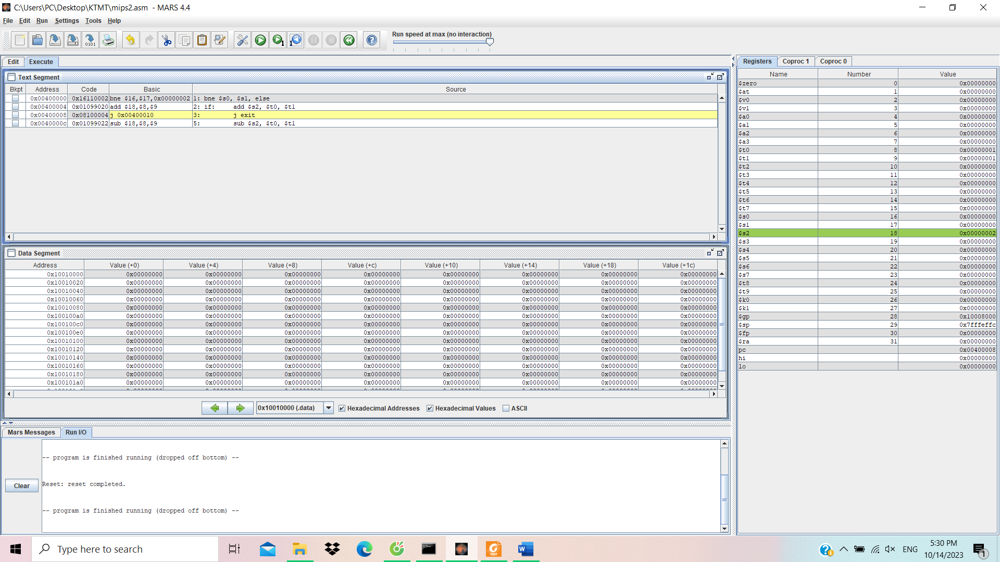 C:\Users\PC\Desktop\KTMT\mips2.asm - MARS 4.4
File Edit Run Settings Tools Help
Run speed at max (no interaction)
Edit Execute
Text Segment
Bkpt Address Code Basic Source
0x00400000 0x16110002 bne $16,$17,0x00000002 1: bne $s0, $s1, else
0x00400004 0x01099020 add $18,$8,$9 2: if: add $s2, $t0, $t1
0x00400008 0x08100004 j 0x00400010 3: j exit
0x0040000c 0x01099022 sub $18,$8,$9 5: sub $s2, $t0, $t1
Data Segment
Address Value (+0) Value (+4) Value (+8) Value (+c) Value (+10) Value (+14) Value (+18) Value (+1c)
0x10010000 0x00000000 0x00000000 0x00000000 0x00000000 0x00000000 0x00000000 0x00000000 0x00000000
0x10010020 0x00000000 0x00000000 0x00000000 0x00000000 0x00000000 0x00000000 0x00000000 0x00000000
0x10010040 0x00000000 0x00000000 0x00000000 0x00000000 0x00000000 0x00000000 0x00000000 0x00000000
0x10010060 0x00000000 0x00000000 0x00000000 0x00000000 0x00000000 0x00000000 0x00000000 0x00000000
0x10010080 0x00000000 0x00000000 0x00000000 0x00000000 0x00000000 0x00000000 0x00000000 0x00000000
0x100100a0 0x00000000 0x00000000 0x00000000 0x00000000 0x00000000 0x00000000 0x00000000 0x00000000
0x100100c0 0x00000000 0x00000000 0x00000000 0x00000000 0x00000000 0x00000000 0x00000000 0x00000000
0x100100e0 0x00000000 0x00000000 0x00000000 0x00000000 0x00000000 0x00000000 0x00000000 0x00000000
0x10010100 0x00000000 0x00000000 0x00000000 0x00000000 0x00000000 0x00000000 0x00000000 0x00000000
0x10010120 0x00000000 0x00000000 0x00000000 0x00000000 0x00000000 0x00000000 0x00000000 0x00000000
0x10010140 0x00000000 0x00000000 0x00000000 0x00000000 0x00000000 0x00000000 0x00000000 0x00000000
0x10010160 0x00000000 0x00000000 0x00000000 0x00000000 0x00000000 0x00000000 0x00000000 0x00000000
0x10010180 0x00000000 0x00000000 0x00000000 0x00000000 0x00000000 0x00000000 0x00000000 0x00000000
0x100101a0 0x00000000 0x00000000 0x00000000 0x00000000 0x00000000 0x00000000 0x00000000 0x00000000
0x10010000 (.data) Hexadecimal Addresses Hexadecimal Values ASCII
Mars Messages Run I/O
-- program is finished running (dropped off bottom) --
Clear
Reset: reset completed.
-- program is finished running (dropped off bottom) --
Registers Coproc 1 Coproc 0
Name Number Value
$zero 0 0x00000000
$at 1 0x00000000
$v0 2 0x00000000
$v1 3 0x00000000
$a0 4 0x00000000
$a1 5 0x00000000
$a2 6 0x00000000
$a3 7 0x00000000
$t0 8 0x00000001
$t1 9 0x00000001
$t2 10 0x00000000
$t3 11 0x00000000
$t4 12 0x00000000
$t5 13 0x00000000
$t6 14 0x00000000
$t7 15 0x00000000
$s0 16 0x00000000
$s1 17 0x00000000
$s2 18 0x00000002
$s3 19 0x00000000
$s4 20 0x00000000
$s5 21 0x00000000
$s6 22 0x00000000
$s7 23 0x00000000
$t8 24 0x00000000
$t9 25 0x00000000
$k0 26 0x00000000
$k1 27 0x00000000
$gp 28 0x10008000
$sp 29 0x7fffeffc
$fp 30 0x00000000
$ra 31 0x00000000
pc 0x00400008
hi 0x00000000
lo 0x00000000
Type here to search
ENG
5:30 PM
10/14/2023
1